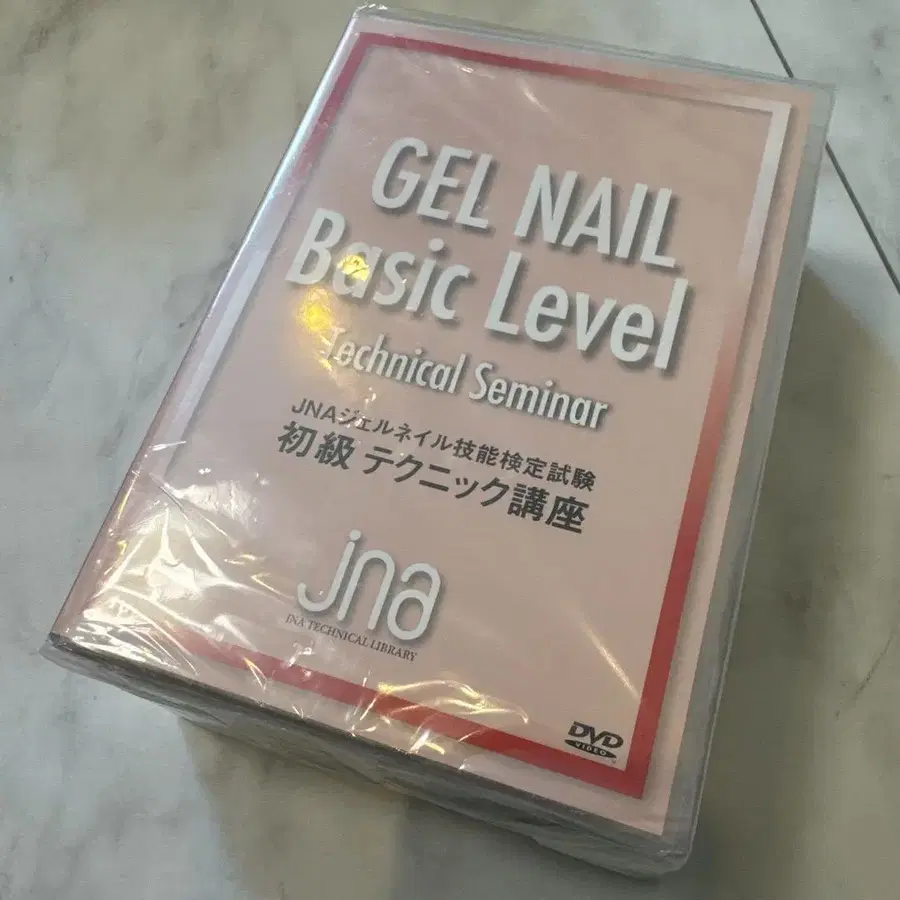 GEL NAIL
Basic Level
Technical Seminar
JNAジェルネイル技能検定試験
初級 テクニック講座
jna
JNA TECHNICAL LIBRARY
DVD
VIDEO